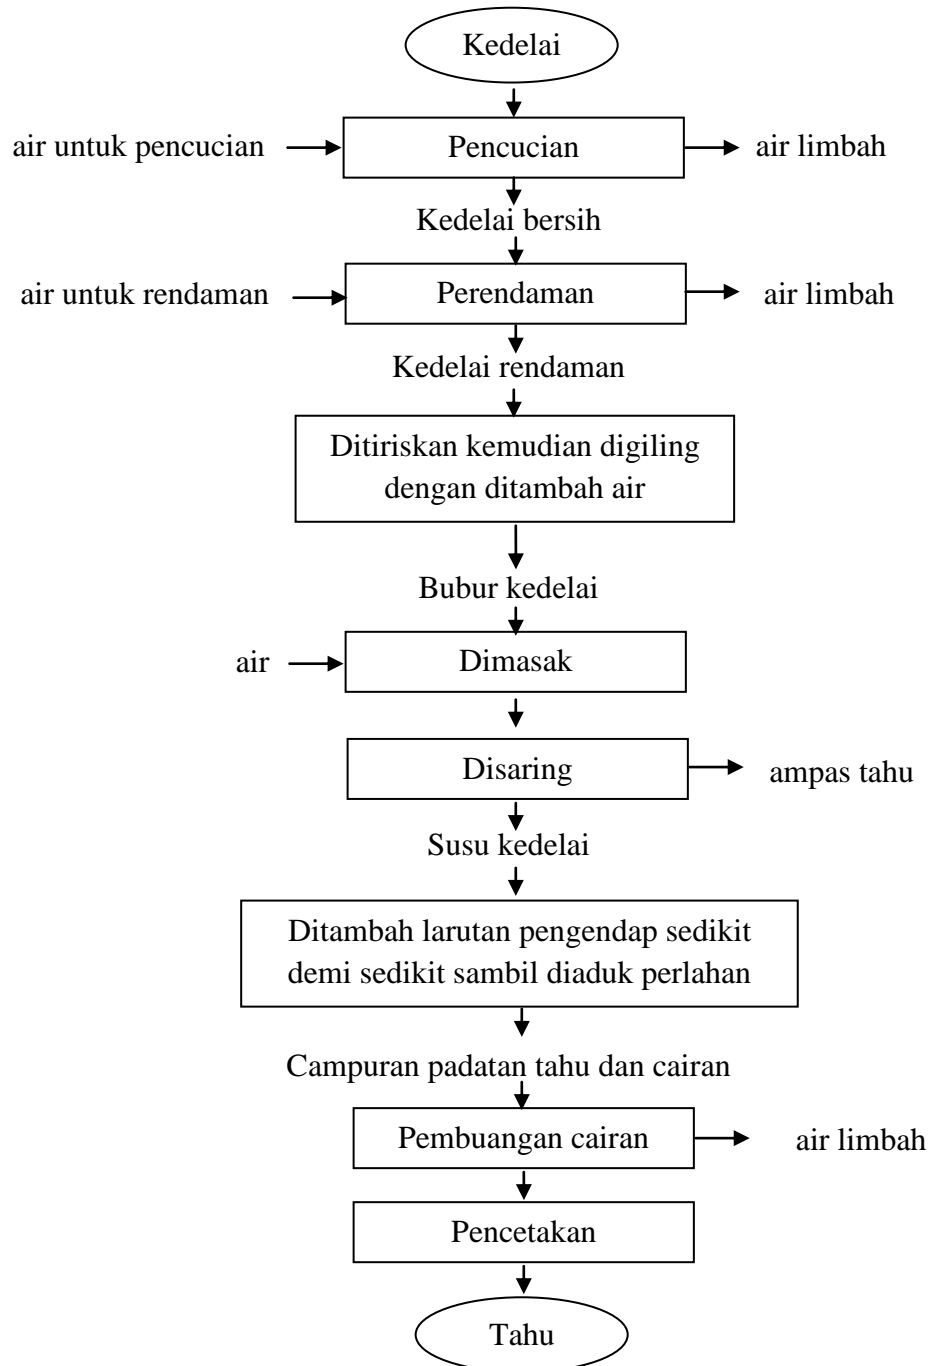 Kedelai
air untuk pencucian
Pencucian
air limbah
Kedelai bersih
air untuk rendaman
Perendaman
air limbah
Kedelai rendaman
Ditiriskan kemudian digiling
dengan ditambah air
Bubur kedelai
air
Dimasak
Disaring
ampas tahu
Susu kedelai
Ditambah larutan pengendap sedikit
demi sedikit sambil diaduk perlahan
Campuran padatan tahu dan cairan
Pembuangan cairan
air limbah
Pencetakan
Tahu